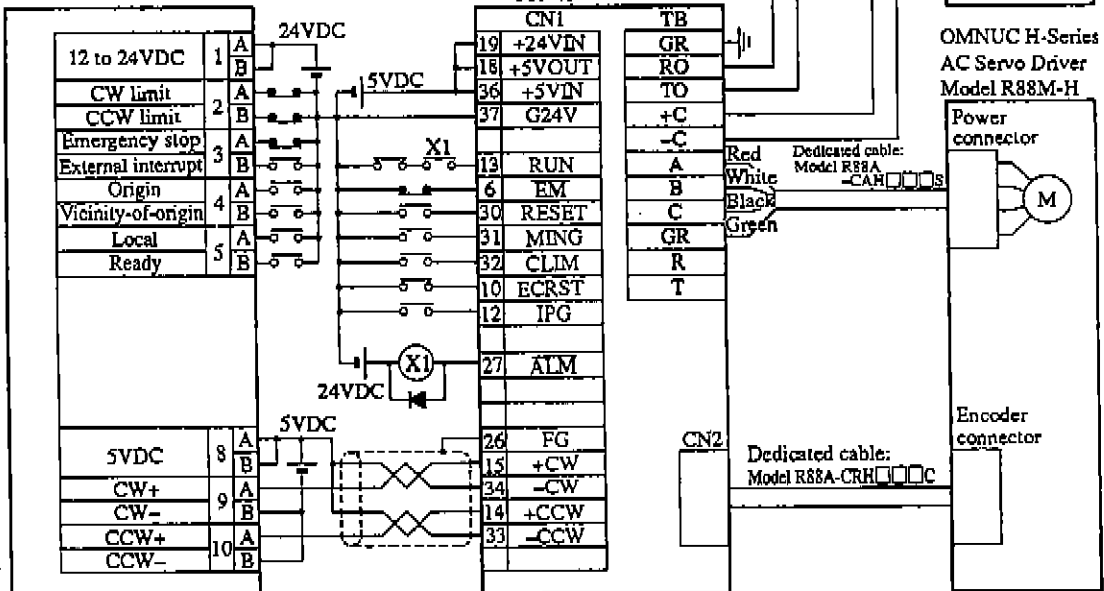 24VDC
12 to 24VDC 1 A
B
CW limit 2 A
CCW limit B
Emergency stop 3 A
External interrupt B
Origin 4 A
Vicinity-of-origin B
Local 5 A
Ready B
5VDC 8 A
B
CW+ 9 A
CW− B
CCW+ 10 A
CCW− B
5VDC
5VDC
X1
X1
24VDC
CN1
19 +24VIN
18 +5VOUT
36 +5VIN
37 G24V
13 RUN
6 EM
30 RESET
31 MING
32 CLIM
10 ECRST
12 IPG
27 ALM
26 FG
15 +CW
34 −CW
14 +CCW
33 −CCW
TB
GR
RO
TO
+C
−C
A
B
C
GR
R
T
Red
White
Black
Green
Dedicated cable:
Model R88A
-CAH□□□S
CN2
Dedicated cable:
Model R88A-CRH□□□C
OMNUC H-Series
AC Servo Driver
Model R88M-H
Power
connector
M
Encoder
connector